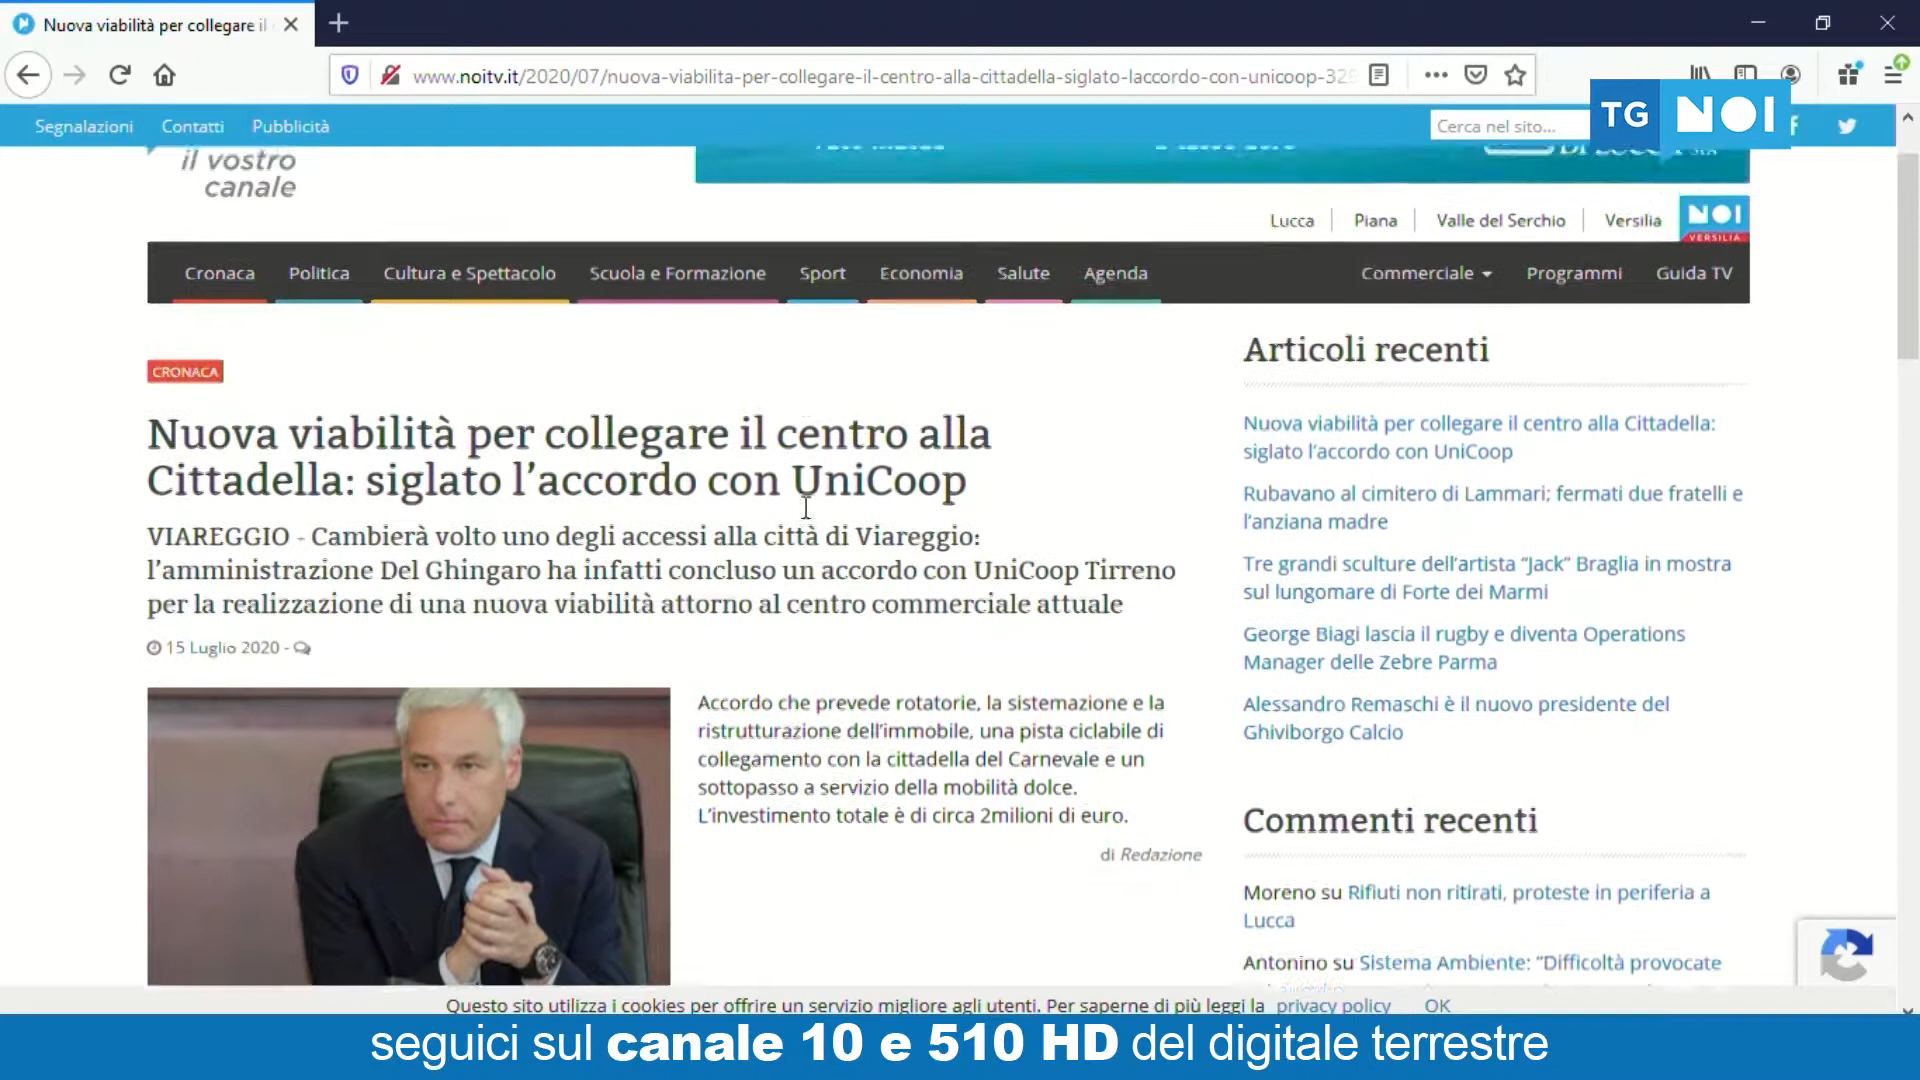 Nuova viabilità per collegare il
www.noitv.it/2020/07/nuova-viabilita-per-collegare-il-centro-alla-cittadella-siglato-laccordo-con-unicoop-32
TG NOI
Segnalazioni Contatti Pubblicità
Cerca nel sito...
il vostro
canale
Lucca Piana Valle del Serchio Versilia
NOI
VERSILIA
Cronaca Politica Cultura e Spettacolo Scuola e Formazione Sport Economia Salute Agenda Commerciale Programmi Guida TV
CRONACA
Nuova viabilità per collegare il centro alla
Cittadella: siglato l’accordo con UniCoop
VIAREGGIO - Cambierà volto uno degli accessi alla città di Viareggio:
l’amministrazione Del Ghingaro ha infatti concluso un accordo con UniCoop Tirreno
per la realizzazione di una nuova viabilità attorno al centro commerciale attuale
15 Luglio 2020 -
Accordo che prevede rotatorie, la sistemazione e la
ristrutturazione dell’immobile, una pista ciclabile di
collegamento con la cittadella del Carnevale e un
sottopasso a servizio della mobilità dolce.
L’investimento totale è di circa 2milioni di euro.
di Redazione
Articoli recenti
Nuova viabilità per collegare il centro alla Cittadella:
siglato l’accordo con UniCoop
Rubavano al cimitero di Lammari; fermati due fratelli e
l’anziana madre
Tre grandi sculture dell’artista “Jack” Braglia in mostra
sul lungomare di Forte dei Marmi
George Biagi lascia il rugby e diventa Operations
Manager delle Zebre Parma
Alessandro Remaschi è il nuovo presidente del
Ghiviborgo Calcio
Commenti recenti
Moreno su Rifiuti non ritirati, proteste in periferia a
Lucca
Antonino su Sistema Ambiente: “Difficoltà provocate
Questo sito utilizza i cookies per offrire un servizio migliore agli utenti. Per saperne di più leggi la privacy policy OK
seguici sul canale 10 e 510 HD del digitale terrestre